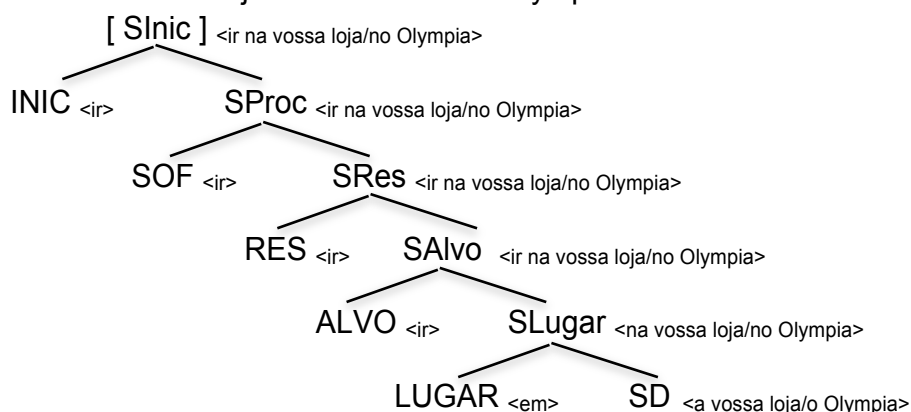 [ SInic ] <ir na vossa loja/no Olympia>
INIC <ir> SProc <ir na vossa loja/no Olympia>
SOF <ir> SRes <ir na vossa loja/no Olympia>
RES <ir> SAlvo <ir na vossa loja/no Olympia>
ALVO <ir> SLugar <na vossa loja/no Olympia>
LUGAR <em> SD <a vossa loja/o Olympia>